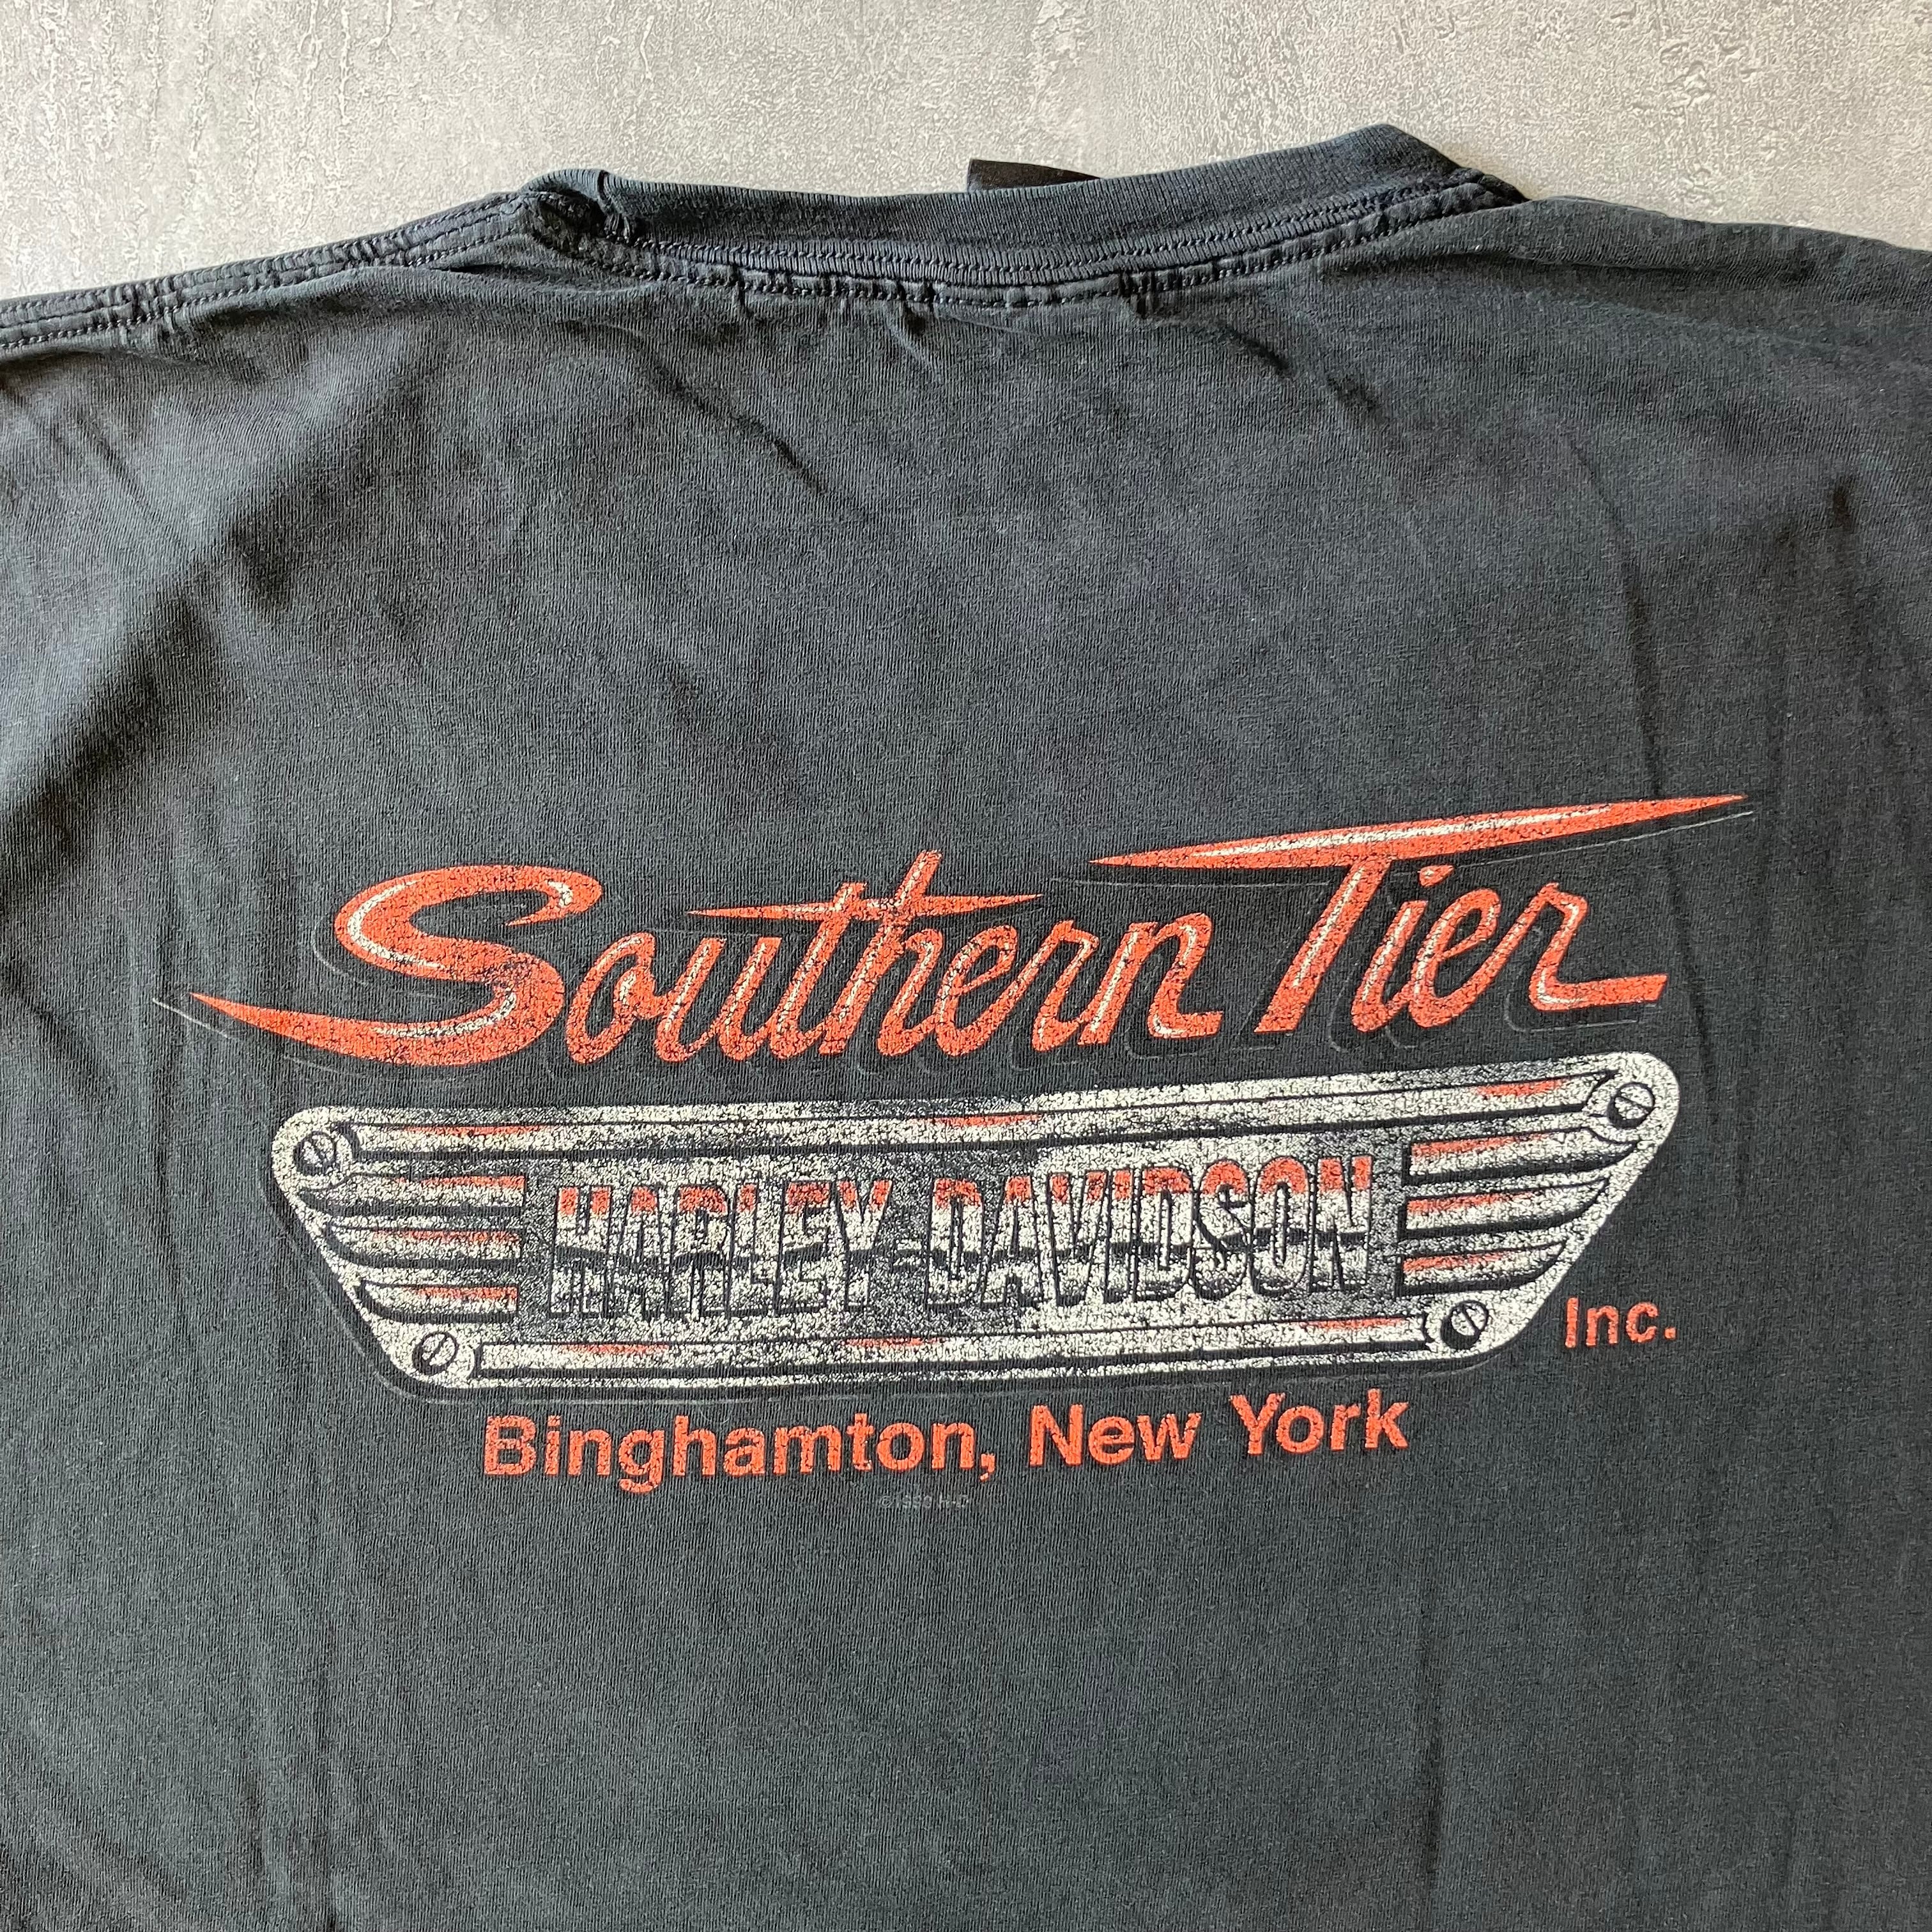 Southern Tier
HARLEY-DAVIDSON
Inc.
Binghamton, New York
H-D